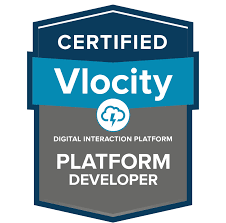 CERTIFIED
Vlocity
DIGITAL INTERACTION PLATFORM
PLATFORM
DEVELOPER